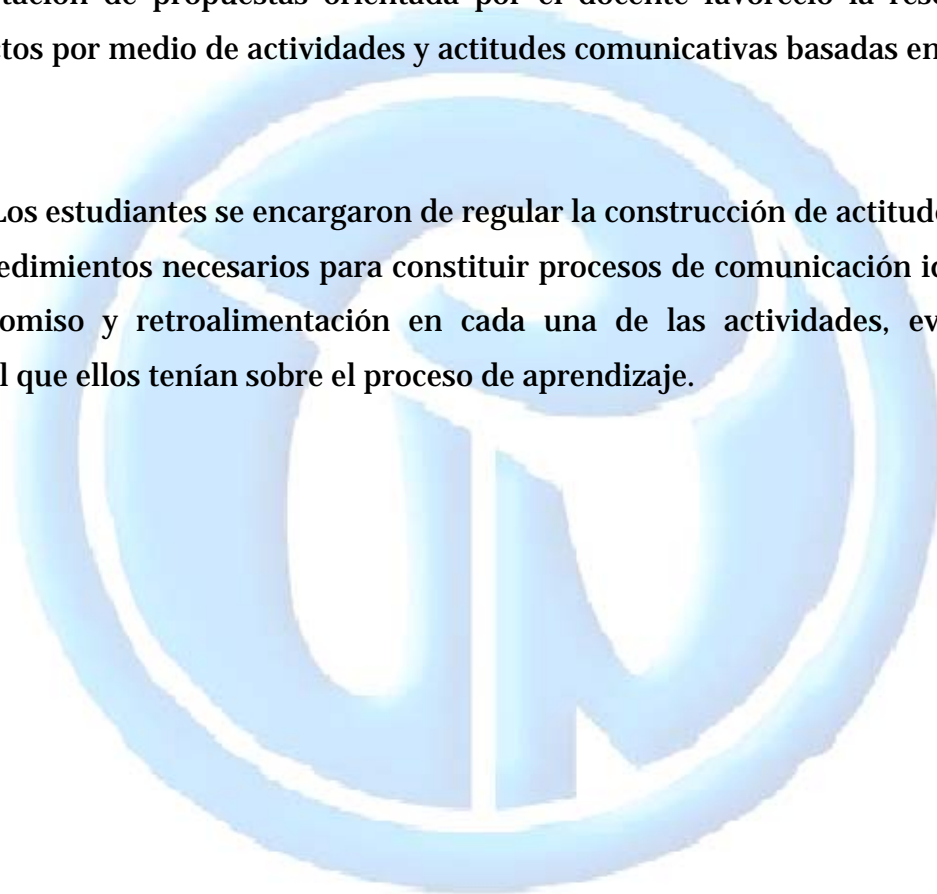 tación de propuestas orientada por el docente favoreció la res
tos por medio de actividades y actitudes comunicativas basadas en
Los estudiantes se encargaron de regular la construcción de actitud
edimientos necesarios para constituir procesos de comunicación i
omiso y retroalimentación en cada una de las actividades, ev
l que ellos tenían sobre el proceso de aprendizaje.